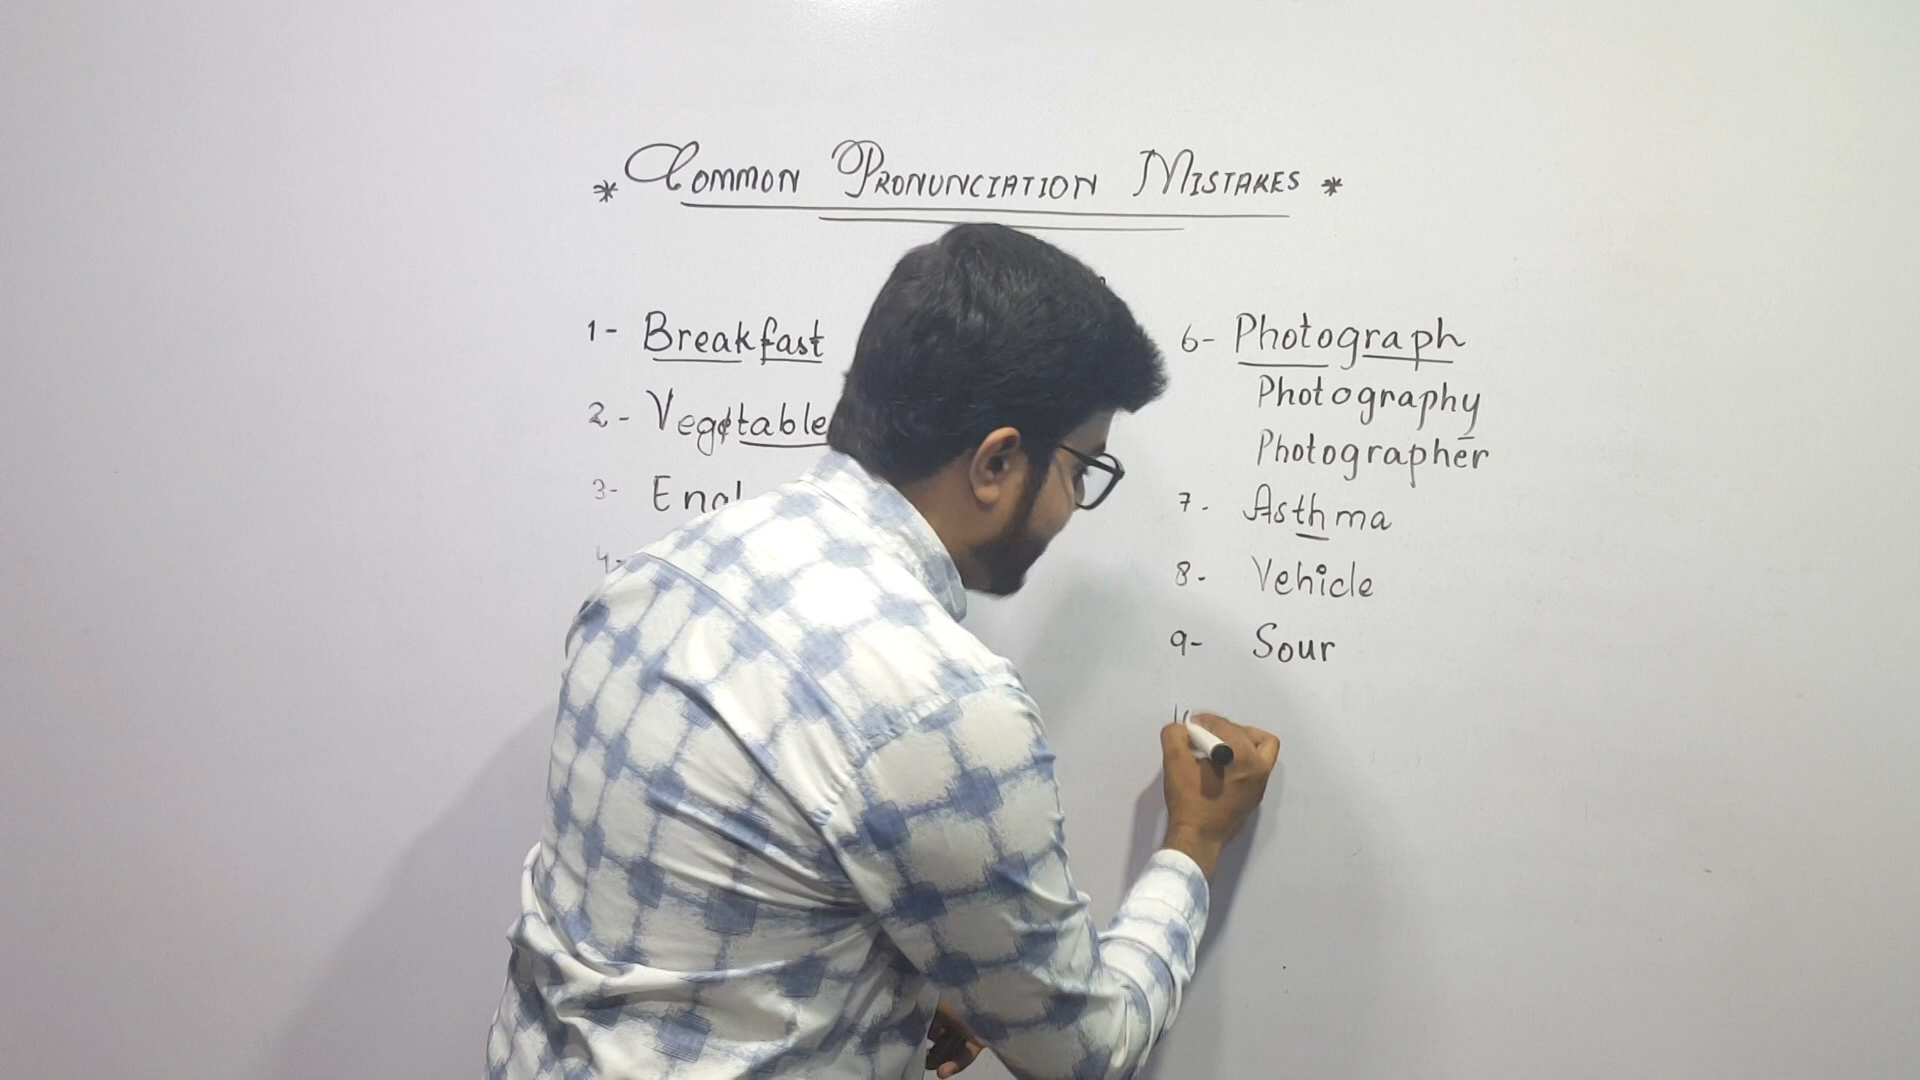 * COMMON PRONUNCIATION MISTAKES *
1- Breakfast
2- Vegetable
3- Engl
4-
6- Photograph
Photography
Photographer
7- Asthma
8- Vehicle
9- Sour
10